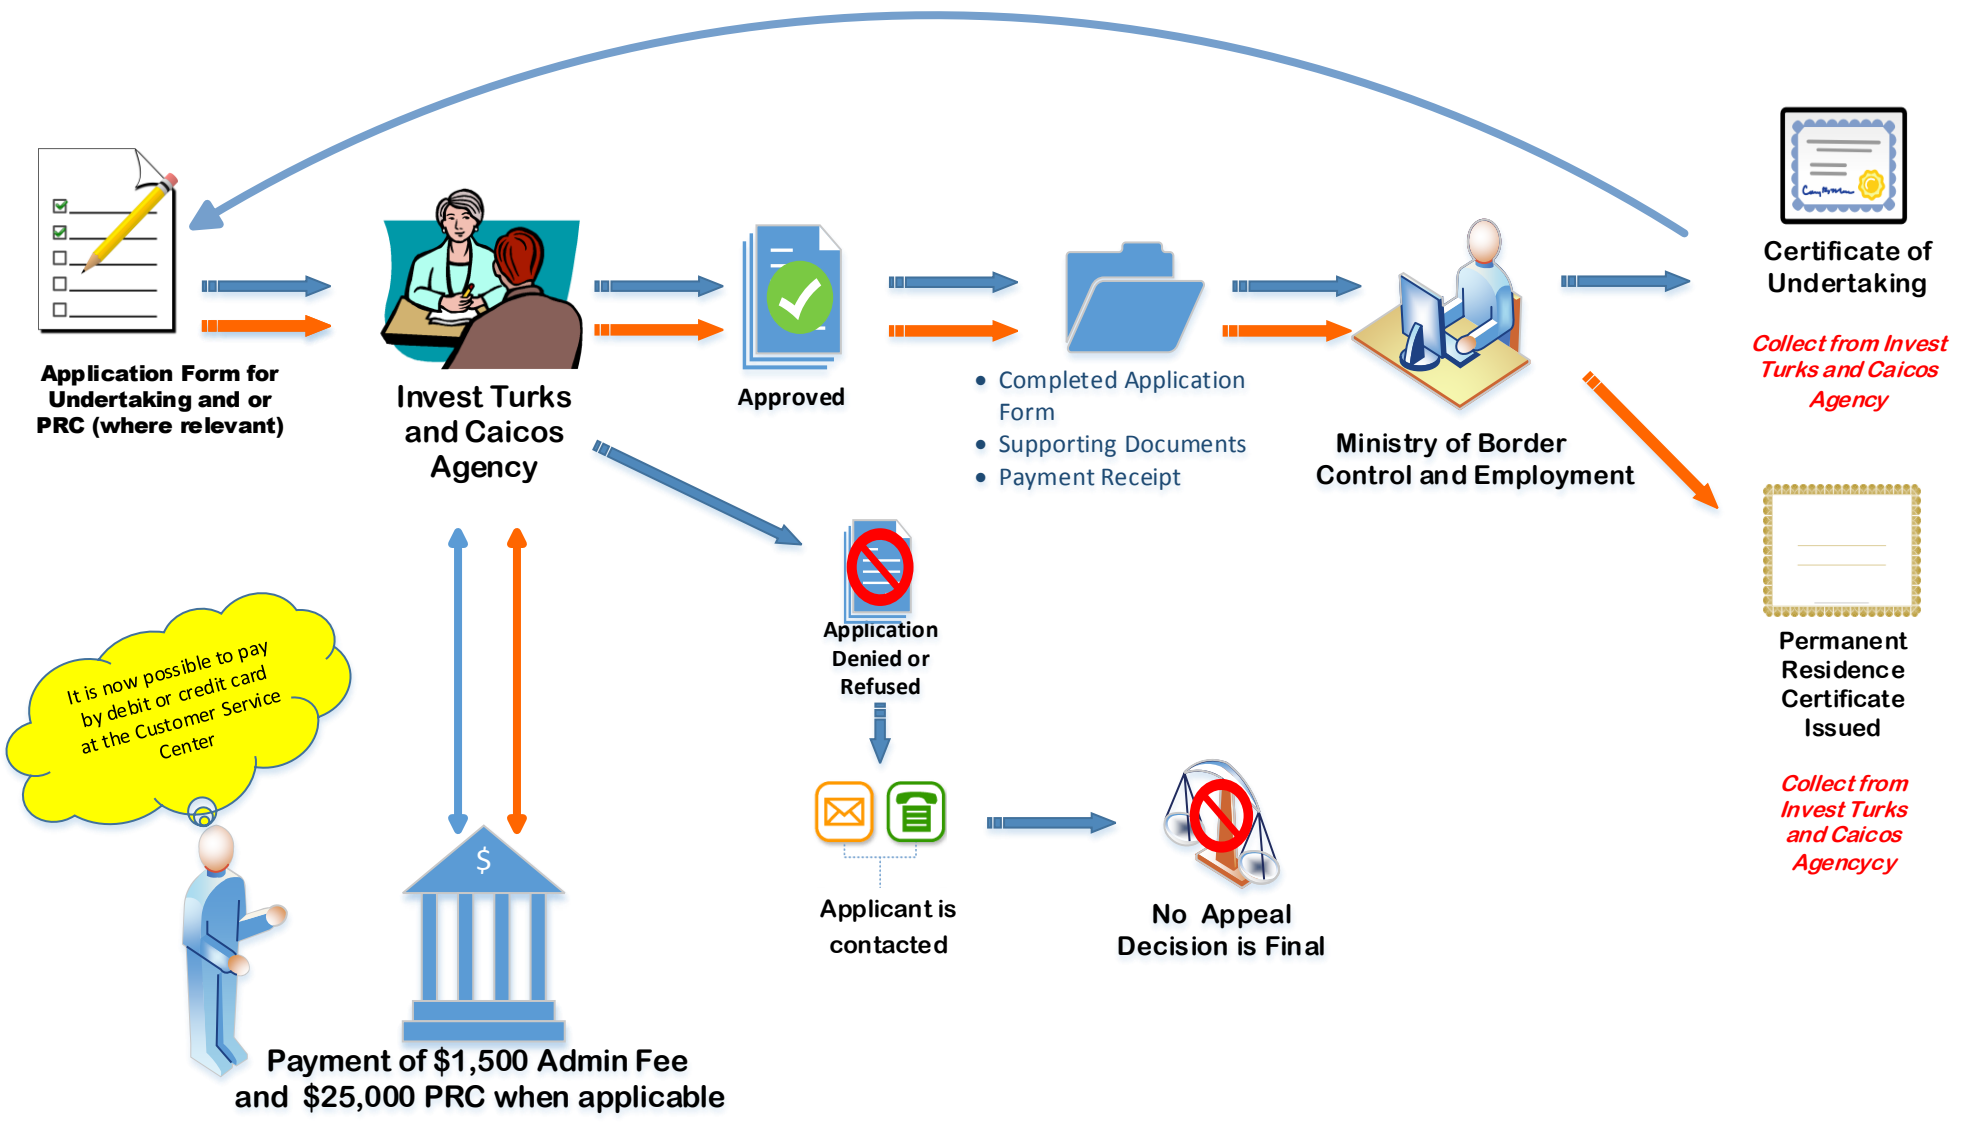 Application Form for
Undertaking and or
PRC (where relevant)
Invest Turks
and Caicos
Agency
Approved
• Completed Application
Form
• Supporting Documents
• Payment Receipt
Ministry of Border
Control and Employment
Certificate of
Undertaking
Collect from Invest
Turks and Caicos
Agency
Permanent
Residence
Certificate
Issued
Collect from
Invest Turks
and Caicos
Agencycy
Application
Denied or
Refused
Applicant is
contacted
No Appeal
Decision is Final
It is now possible to pay
by debit or credit card
at the Customer Service
Center
$
Payment of $1,500 Admin Fee
and $25,000 PRC when applicable